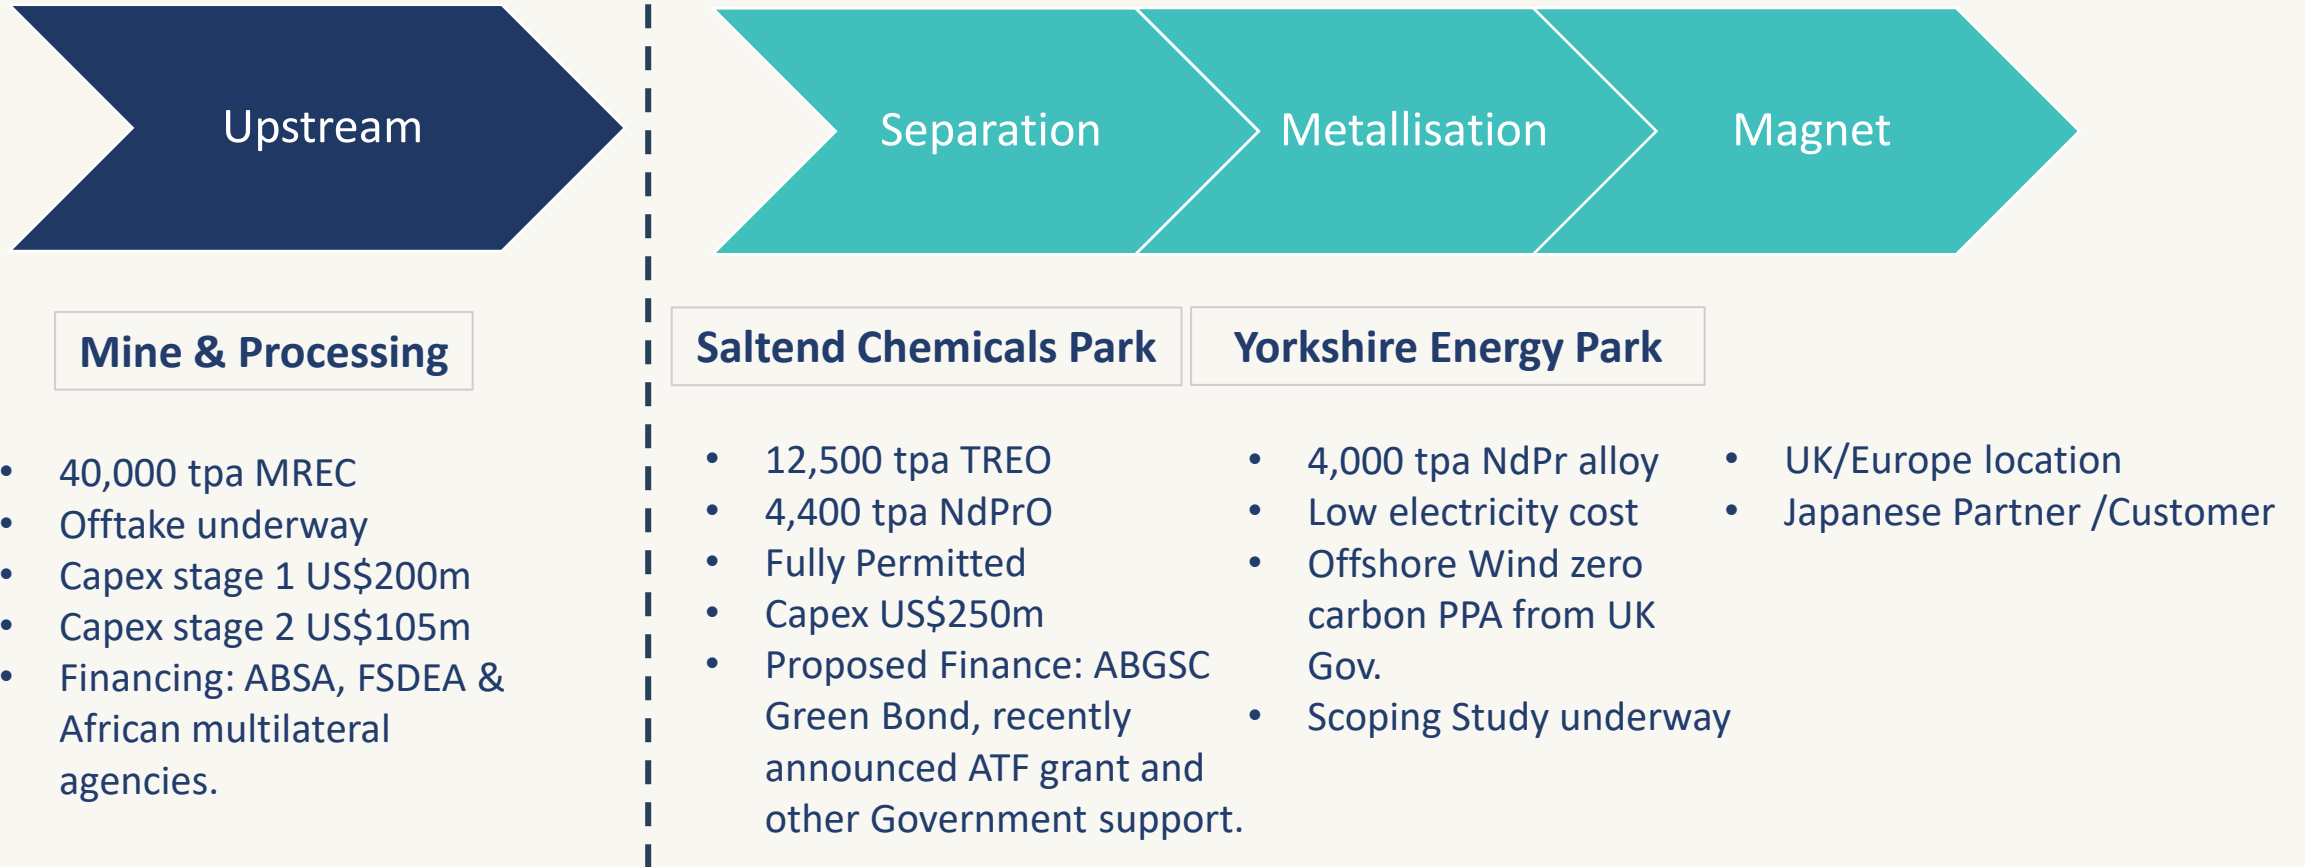 Upstream
Separation
Metallisation
Magnet
Mine & Processing
• 40,000 tpa MREC
• Offtake underway
• Capex stage 1 US$200m
• Capex stage 2 US$105m
• Financing: ABSA, FSDEA &
African multilateral
agencies.
Saltend Chemicals Park
• 12,500 tpa TREO
• 4,400 tpa NdPrO
• Fully Permitted
• Capex US$250m
• Proposed Finance: ABGSC
Green Bond, recently
announced ATF grant and
other Government support.
Yorkshire Energy Park
• 4,000 tpa NdPr alloy
• Low electricity cost
• Offshore Wind zero
carbon PPA from UK
Gov.
• Scoping Study underway
• UK/Europe location
• Japanese Partner /Customer